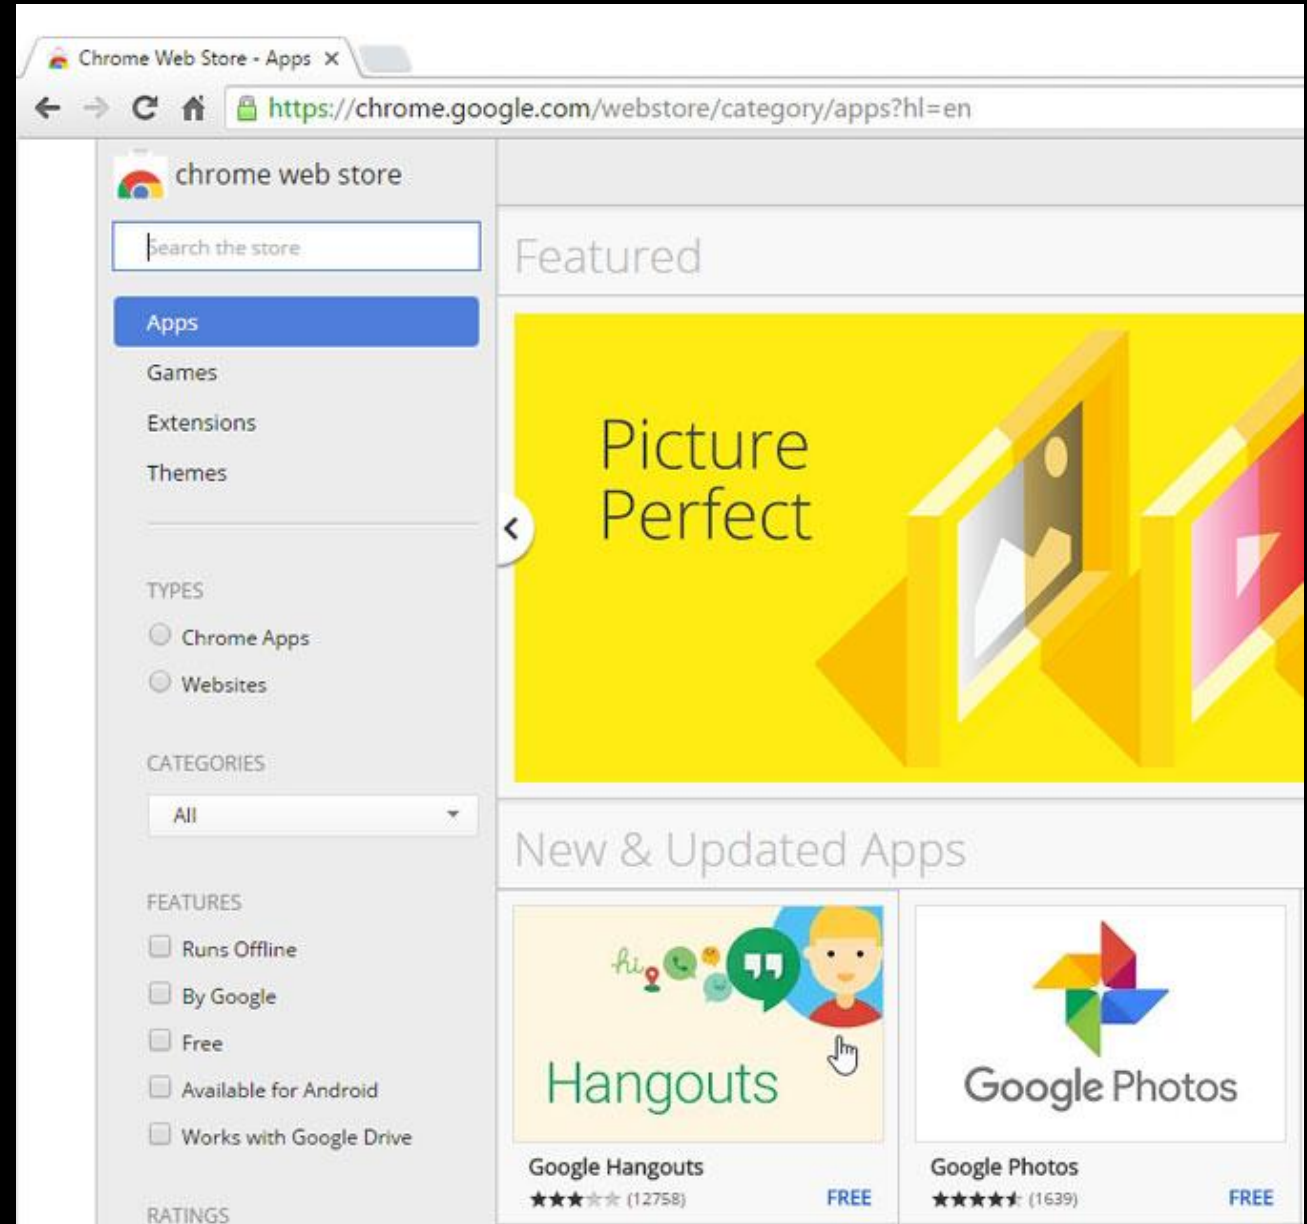 Chrome Web Store - Apps
https://chrome.google.com/webstore/category/apps?hl=en
chrome web store
Search the store
Apps
Games
Extensions
Themes
TYPES
Chrome Apps
Websites
CATEGORIES
All
FEATURES
Runs Offline
By Google
Free
Available for Android
Works with Google Drive
RATINGS
Featured
Picture
Perfect
New & Updated Apps
hi
Hangouts
Google Hangouts
(12758) FREE
Google Photos
Google Photos
(1639) FREE